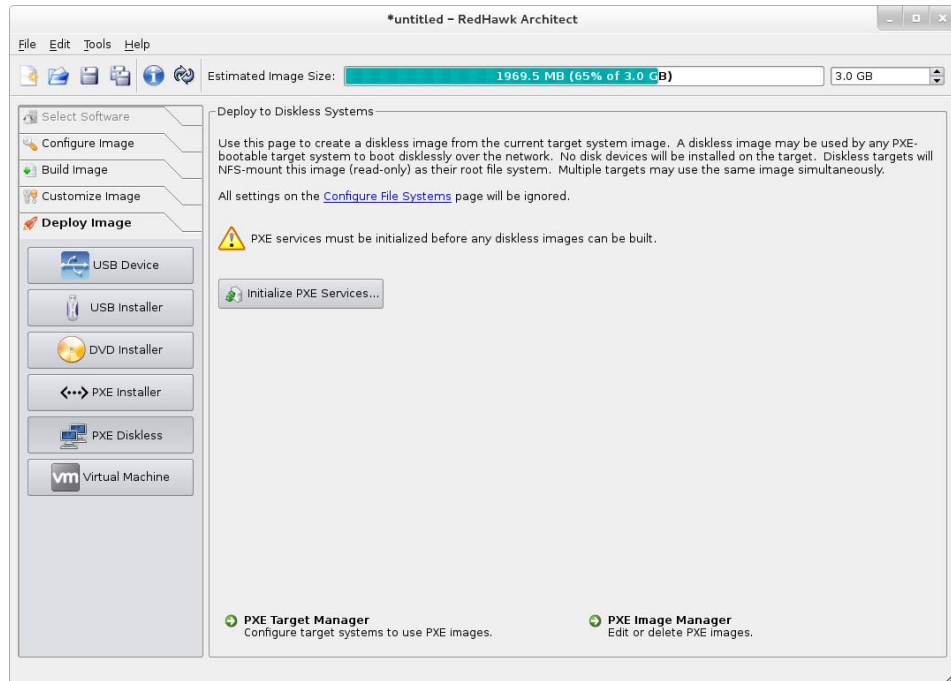 *untitled – RedHawk Architect
File Edit Tools Help
Estimated Image Size: 1969.5 MB (65% of 3.0 GB) 3.0 GB
Select Software
Configure Image
Build Image
Customize Image
Deploy Image
USB Device
USB Installer
DVD Installer
PXE Installer
PXE Diskless
vm Virtual Machine
Deploy to Diskless Systems
Use this page to create a diskless image from the current target system image. A diskless image may be used by any PXE-
bootable target system to boot disklessly over the network. No disk devices will be installed on the target. Diskless targets will
NFS-mount this image (read-only) as their root file system. Multiple targets may use the same image simultaneously.
All settings on the Configure File Systems page will be ignored.
PXE services must be initialized before any diskless images can be built.
Initialize PXE Services...
PXE Target Manager
Configure target systems to use PXE images.
PXE Image Manager
Edit or delete PXE images.